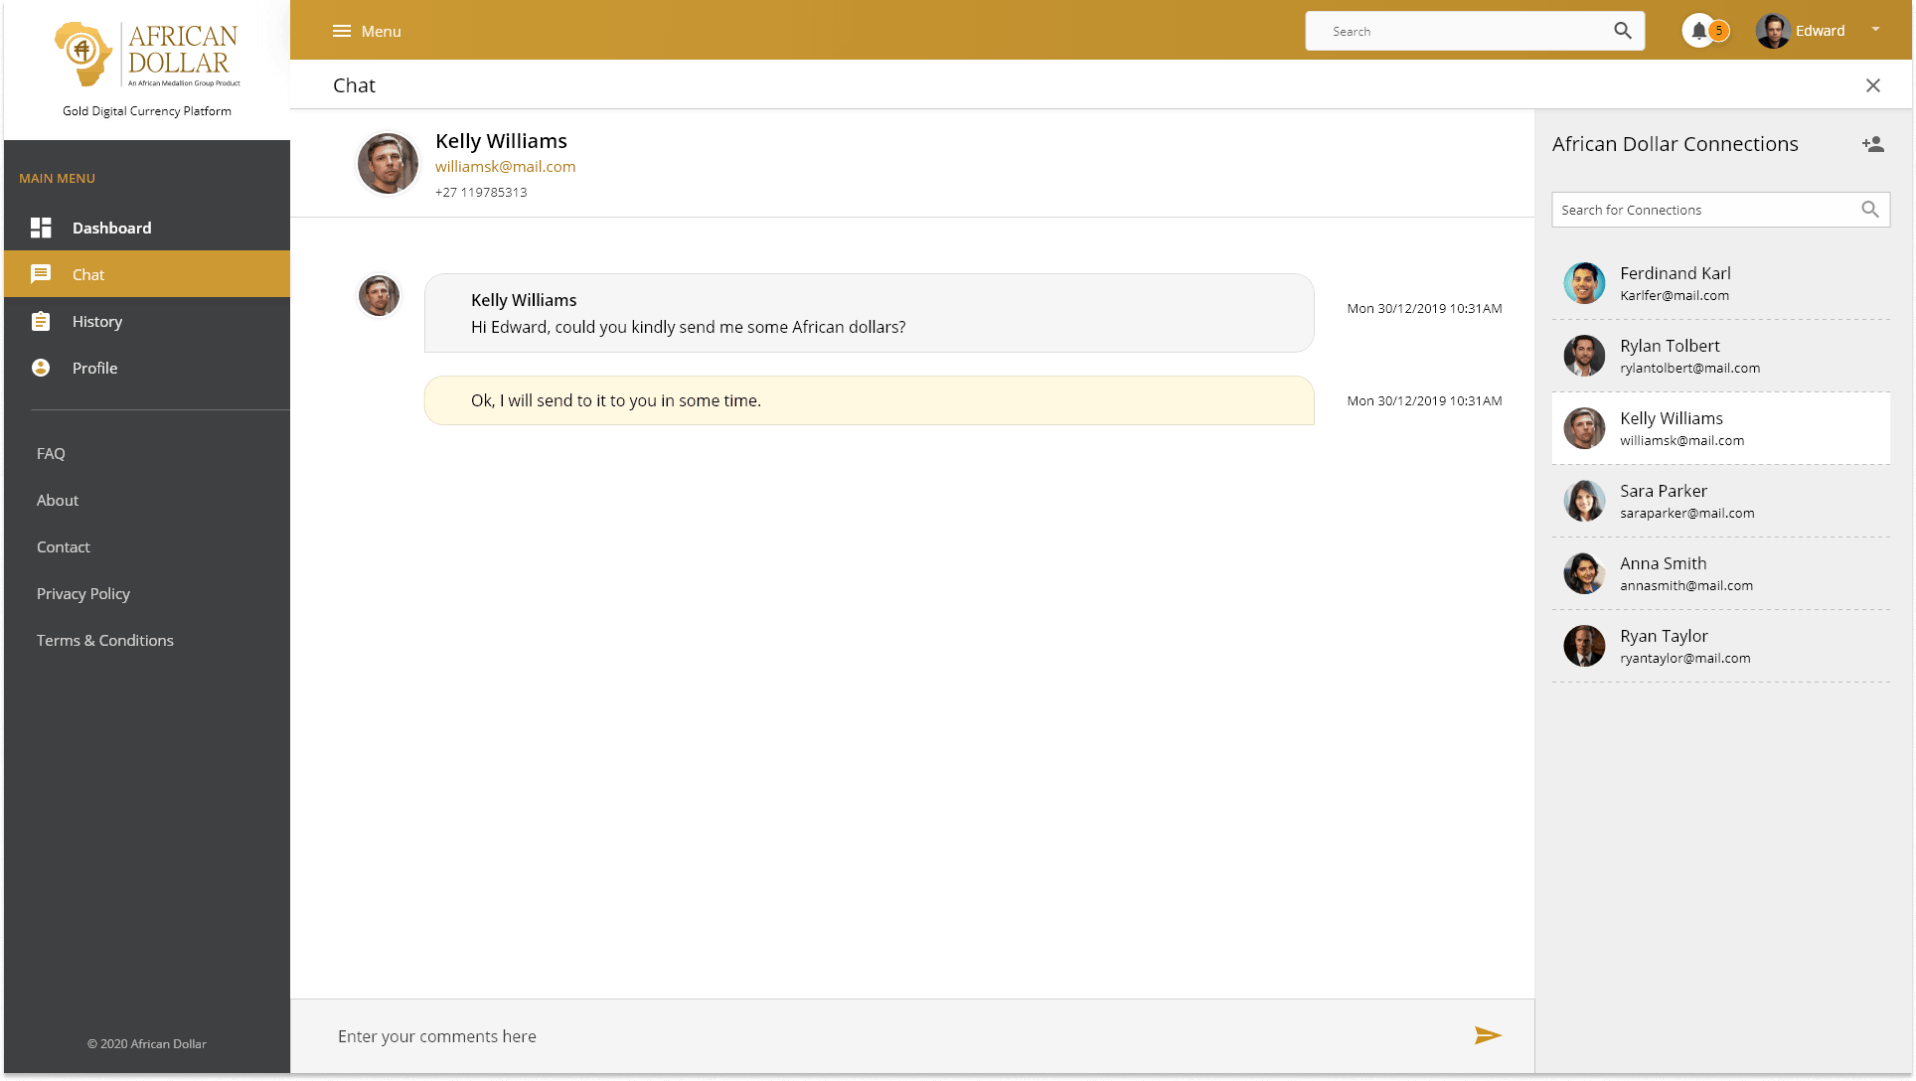 AFRICAN
DOLLAR
An African Medallion Group Product
Gold Digital Currency Platform
MAIN MENU
Dashboard
Chat
History
Profile
FAQ
About
Contact
Privacy Policy
Terms & Conditions
© 2020 African Dollar
Menu
Search
5
Edward
Chat
Kelly Williams
williamsk@mail.com
+27 119785313
Kelly Williams
Hi Edward, could you kindly send me some African dollars?
Mon 30/12/2019 10:31AM
Ok, I will send to it to you in some time.
Mon 30/12/2019 10:31AM
Enter your comments here
African Dollar Connections
Search for Connections
Ferdinand Karl
Karlfer@mail.com
Rylan Tolbert
rylantolbert@mail.com
Kelly Williams
williamsk@mail.com
Sara Parker
saraparker@mail.com
Anna Smith
annasmith@mail.com
Ryan Taylor
ryantaylor@mail.com